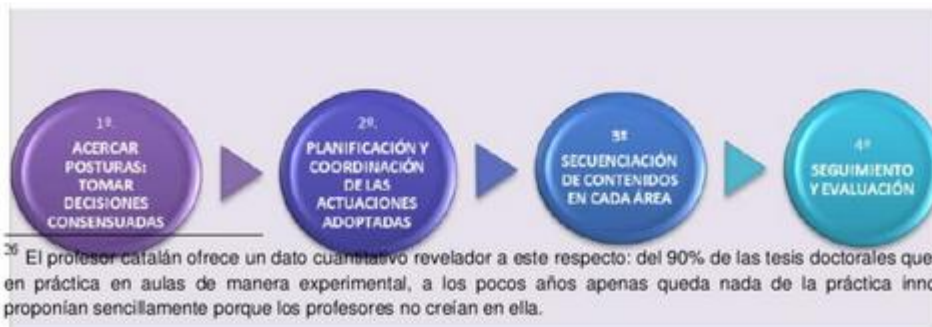 1º.
ACERCAR
POSTURAS:
TOMAR
DECISIONES
CONSENSUADAS
2º.
PLANIFICACIÓN Y
COORDINACIÓN
DE LAS
ACTUACIONES
ADOPTADAS
3º
SECUENCIACIÓN
DE CONTENIDOS
EN CADA ÁREA
4º
SEGUIMIENTO
Y EVALUACIÓN
26 El profesor catalán ofrece un dato cuantitativo revelador a este respecto: del 90% de las tesis doctorales que
en práctica en aulas de manera experimental, a los pocos años apenas queda nada de la práctica inno
proponían sencillamente porque los profesores no creían en ella.